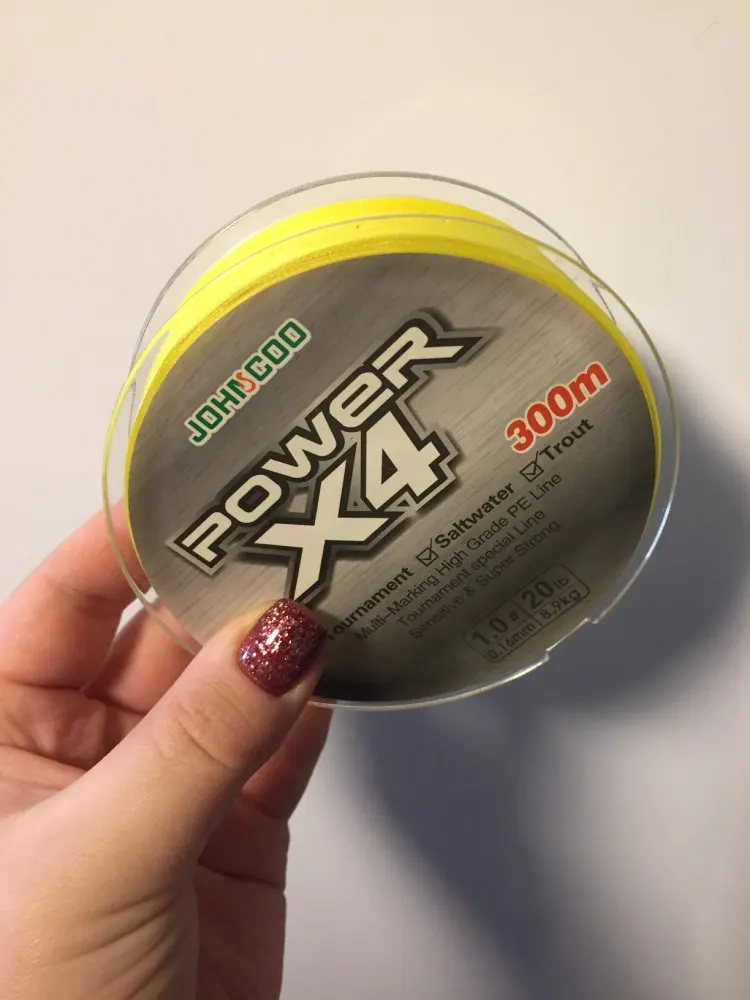 JOHNSCOO
POWER
X4
300m
Tournament Saltwater Trout
Multi-Marking High Grade PE Line
Tournament special Line
Sensitive & Super Strong
1.0# 20lb
0.16mm 8.9Kg